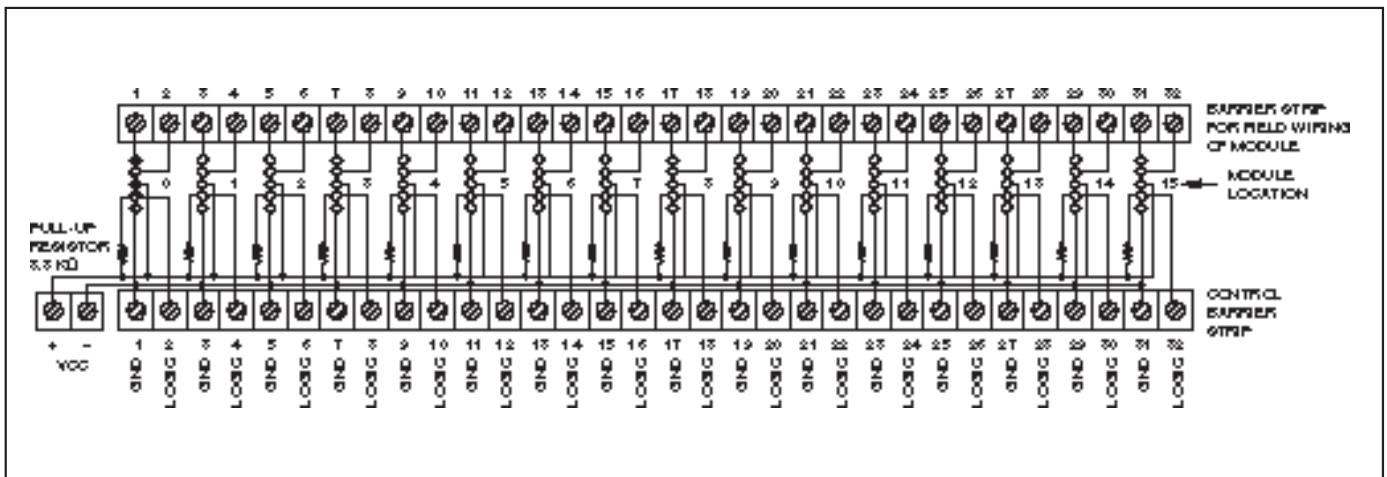 1 2 3 4 5 6 7 8 9 10 11 12 13 14 15 16 17 18 19 20 21 22 23 24 25 26 27 28 29 30 31 32
BARRIER STRIP
FOR FIELD WIRING
OF MODULE
0 1 2 3 4 5 6 7 8 9 10 11 12 13 14 15
MODULE
LOCATION
PULL-UP
RESISTOR
3.3 KΩ
CONTROL
BARRIER
STRIP
+ -
VCC
1 2 3 4 5 6 7 8 9 10 11 12 13 14 15 16 17 18 19 20 21 22 23 24 25 26 27 28 29 30 31 32
GND LOGIC GND LOGIC GND LOGIC GND LOGIC GND LOGIC GND LOGIC GND LOGIC GND LOGIC GND LOGIC GND LOGIC GND LOGIC GND LOGIC GND LOGIC GND LOGIC GND LOGIC GND LOGIC